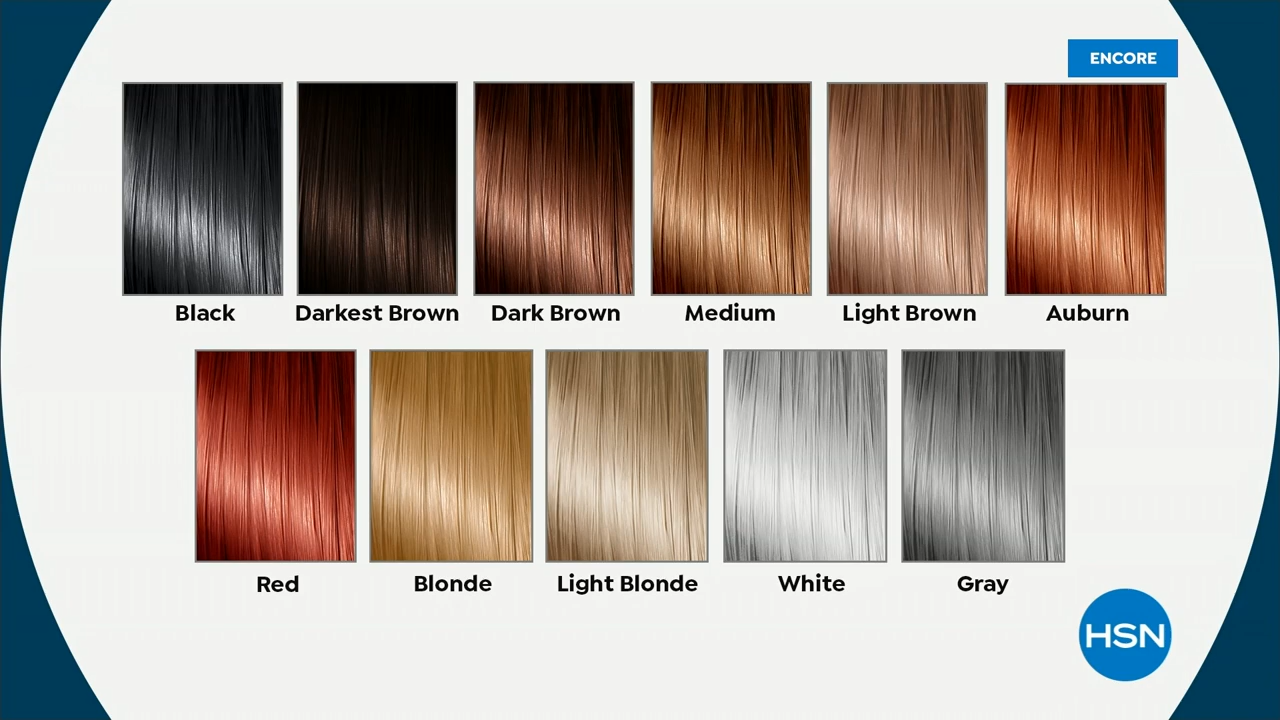 ENCORE
Black
Darkest Brown
Dark Brown
Medium
Light Brown
Auburn
Red
Blonde
Light Blonde
White
Gray
HSN